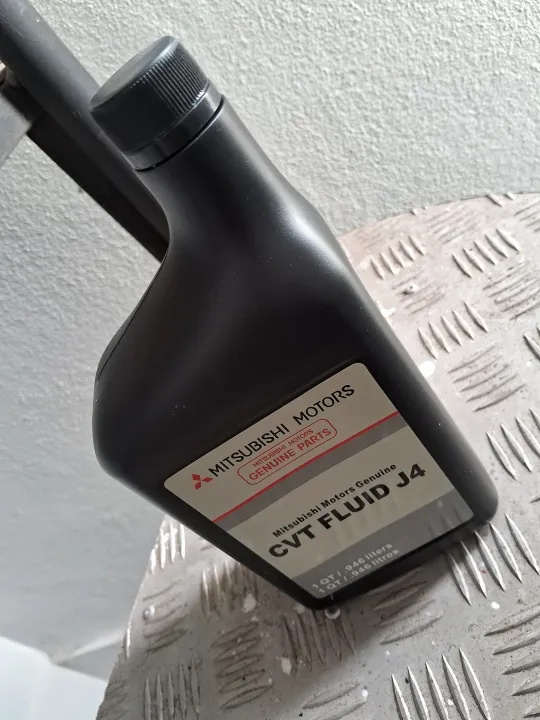 MITSUBISHI MOTORS
MITSUBISHI MOTORS
GENUINE PARTS
Mitsubishi Motors Genuine
CVT FLUID J4
1 QT / .946 liters
1 QT / .946 litros